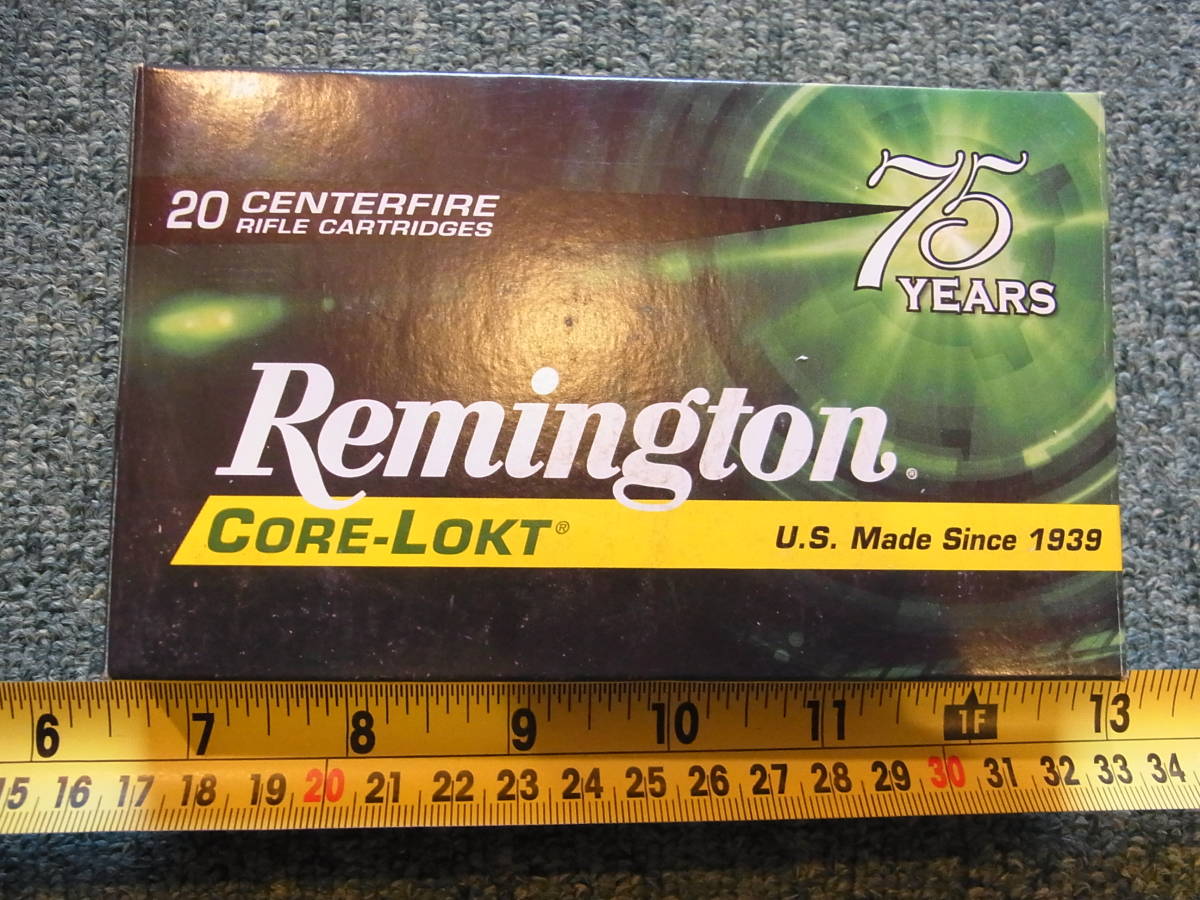 20 CENTERFIRE
RIFLE CARTRIDGES
75
YEARS
Remington®
CORE-LOKT®
U.S. Made Since 1939
6 7 8 9 10 11 1F 13
15 16 17 18 19 20 21 22 23 24 25 26 27 28 29 30 31 32 33 34